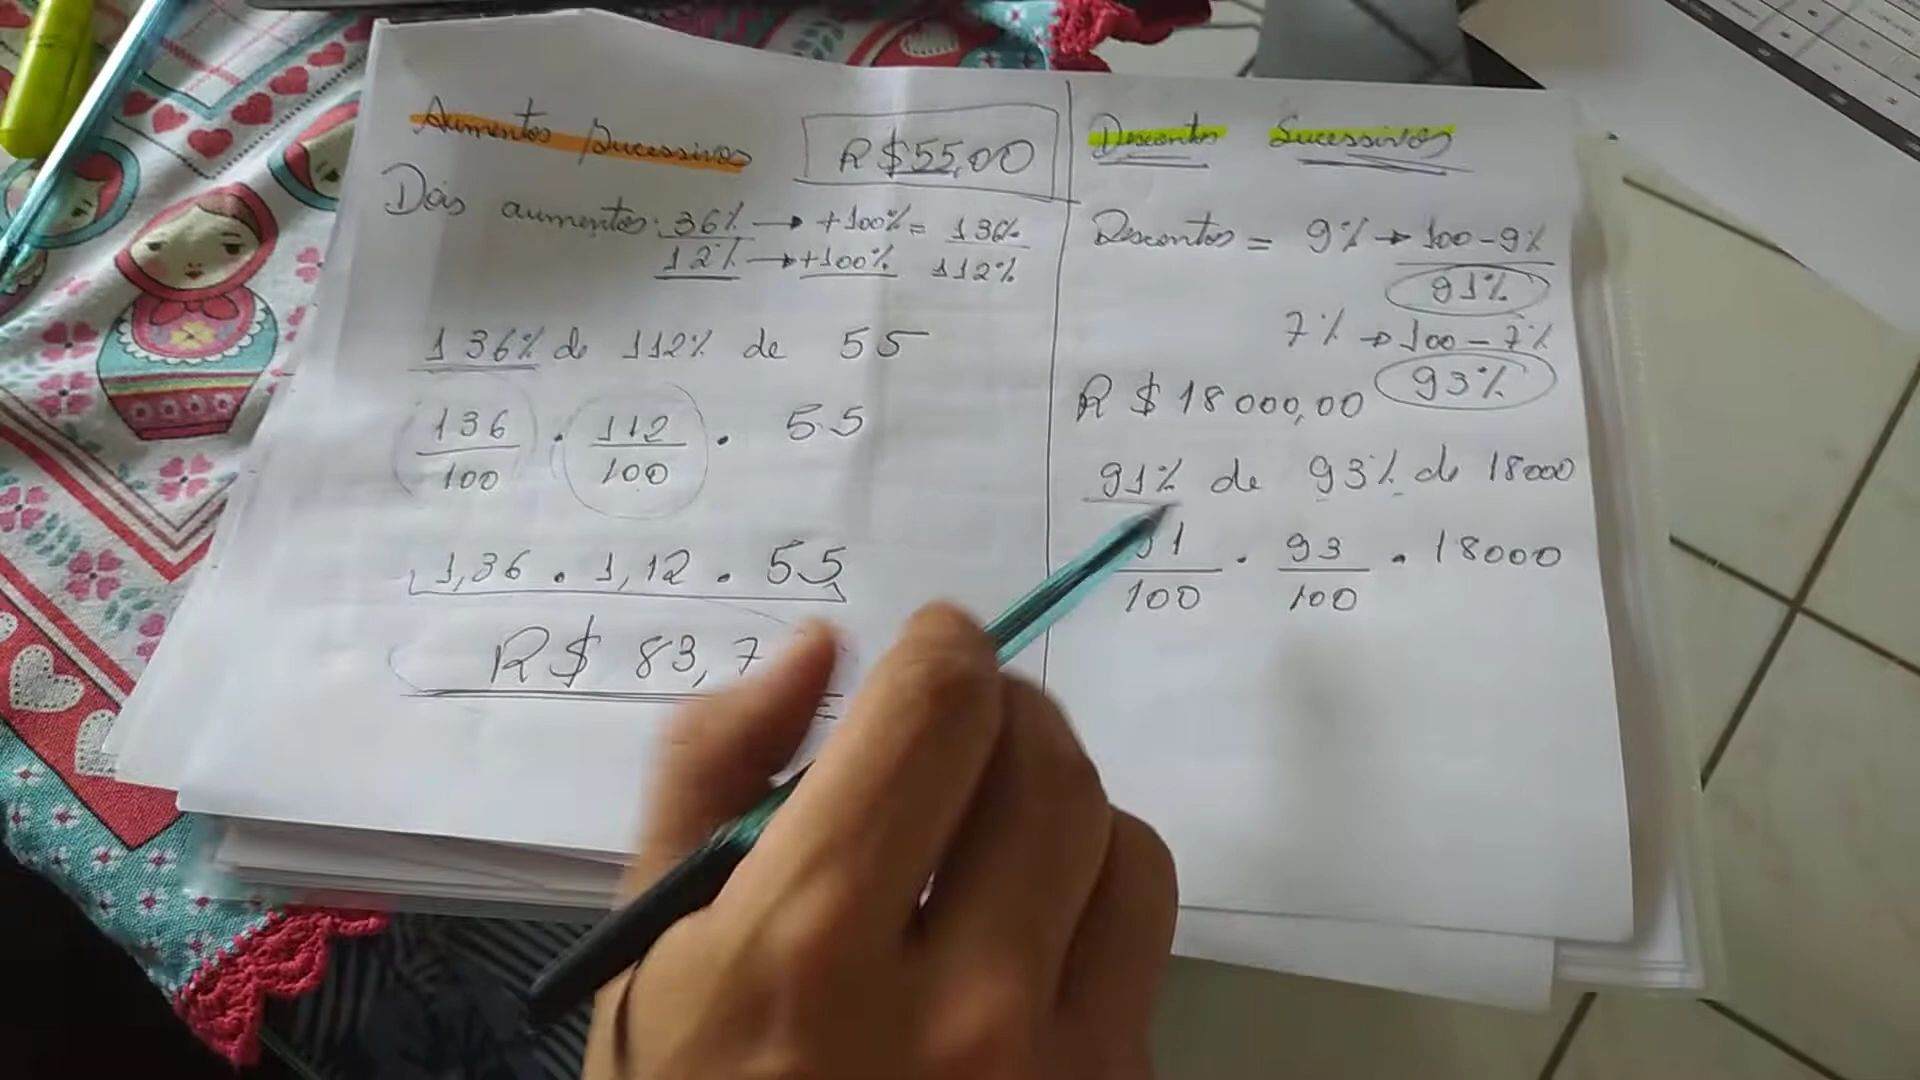 Aumentos Sucessivos
R$55,00
Dois aumentos: 36% → +100% = 136%
12% → +100% 112%
136% de 112% de 55
136/100 . 112/100 . 55
1,36 . 1,12 . 55
R$ 83,7
Descontos Sucessivos
Descontos = 9% → 100-9%
91%
7% → 100-7%
93%
R$ 18000,00
91% de 93% de 18000
91/100 . 93/100 . 18000